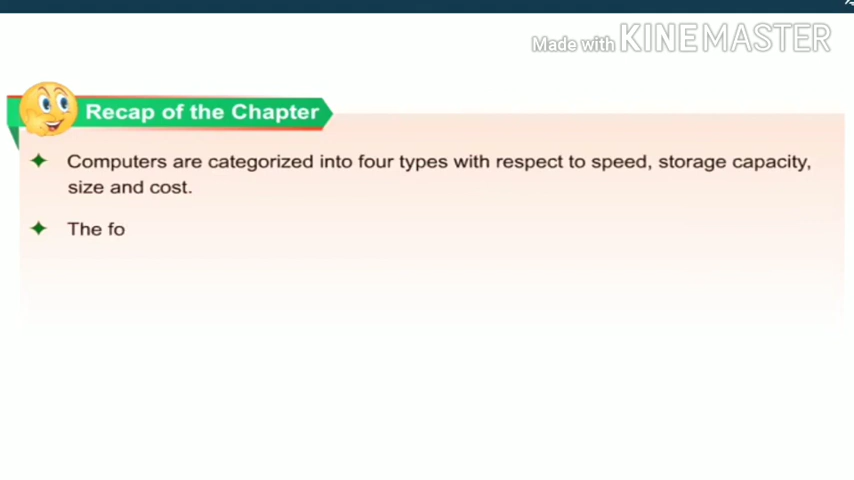 Made with KINEMASTER
Recap of the Chapter
Computers are categorized into four types with respect to speed, storage capacity,
size and cost.
The fo